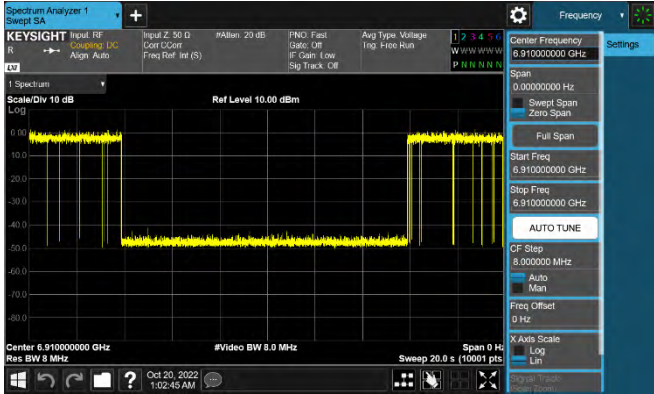 Spectrum Analyzer 1
Swept SA
Frequency
KEYSIGHT
R
Input: RF
Coupling: DC
Align: Auto
Input Z: 50 Ω
Corr CCorr
Freq Ref: Int (S)
#Atten: 20 dB
PNO: Fast
Gate: Off
IF Gain: Low
Sig Track: Off
Avg Type: Voltage
Trig: Free Run
1 2 3 4 5 6
W W W W W W
P N N N N N
LXI
1 Spectrum
Scale/Div 10 dB
Ref Level 10.00 dBm
Log
0.00
-10.0
-20.0
-30.0
-40.0
-50.0
-60.0
-70.0
-80.0
Center 6.910000000 GHz
#Video BW 8.0 MHz
Span 0 Hz
Res BW 8 MHz
Sweep 20.0 s (10001 pts
Center Frequency
6.910000000 GHz
Settings
Span
0.00000000 Hz
Swept Span
Zero Span
Full Span
Start Freq
6.910000000 GHz
Stop Freq
6.910000000 GHz
AUTO TUNE
CF Step
8.000000 MHz
Auto
Man
Freq Offset
0 Hz
X Axis Scale
Log
Lin
Signal Track
(Span Zoom)
?
Oct 20, 2022
1:02:45 AM